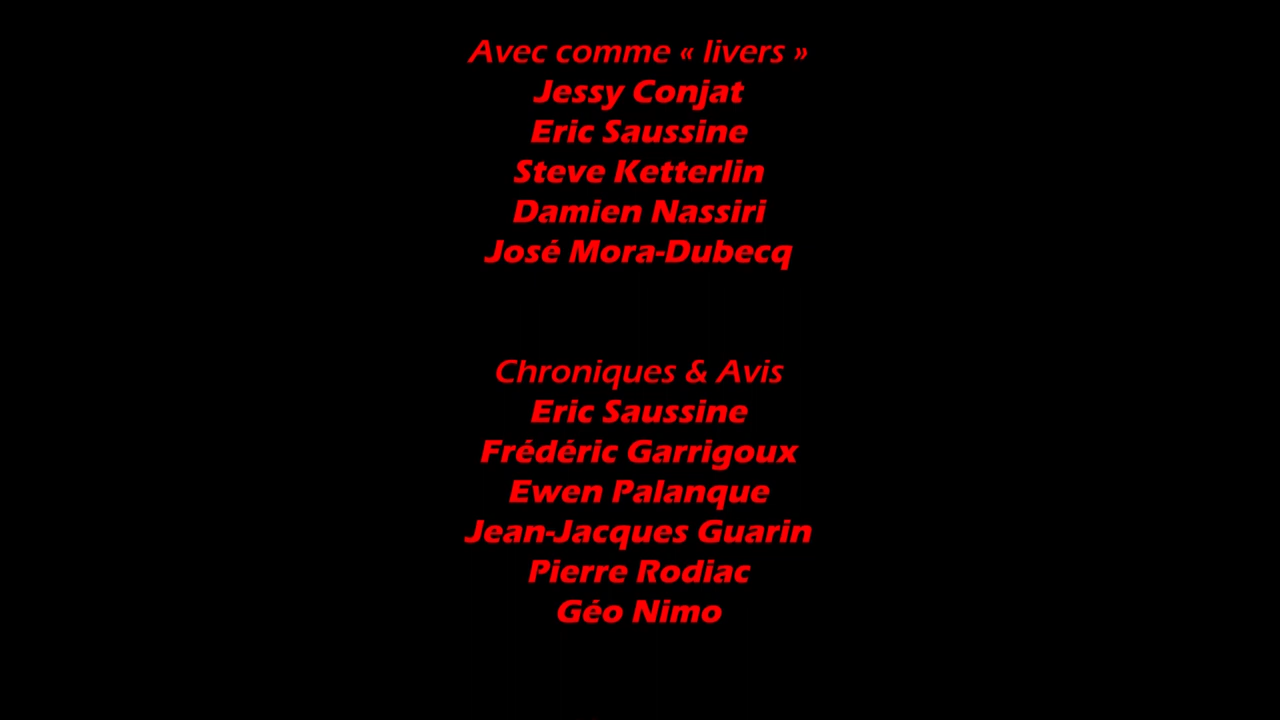 Avec comme « livers »
Jessy Conjat
Eric Saussine
Steve Ketterlin
Damien Nassiri
José Mora-Dubecq
Chroniques & Avis
Eric Saussine
Frédéric Garrigoux
Ewen Palanque
Jean-Jacques Guarin
Pierre Rodiac
Géo Nimo